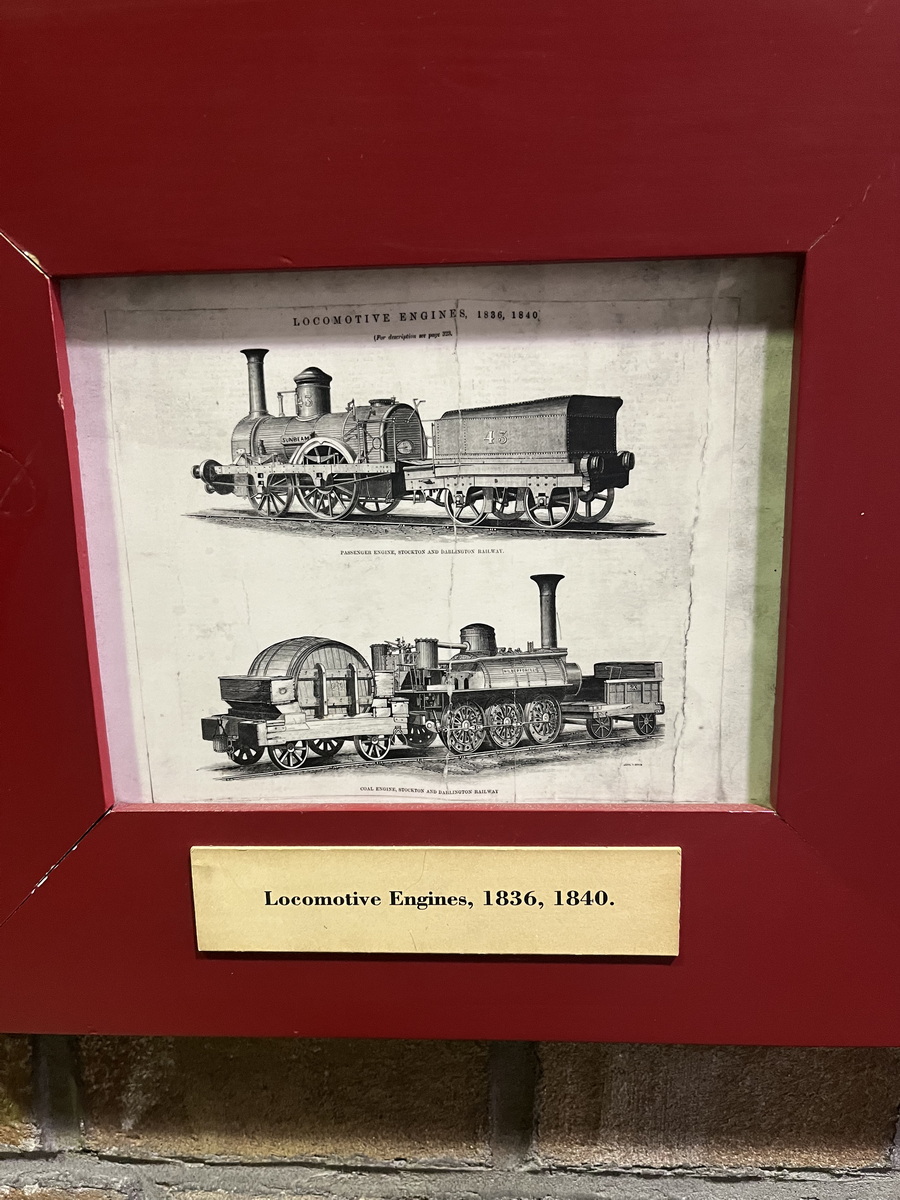 LOCOMOTIVE ENGINES, 1836, 1840
(For description see page
43
SUNBEAM
43
PASSENGER ENGINE, STOCKTON AND DARLINGTON RAILWAY.
COAL ENGINE, STOCKTON AND DARLINGTON RAILWAY
Locomotive Engines, 1836, 1840.